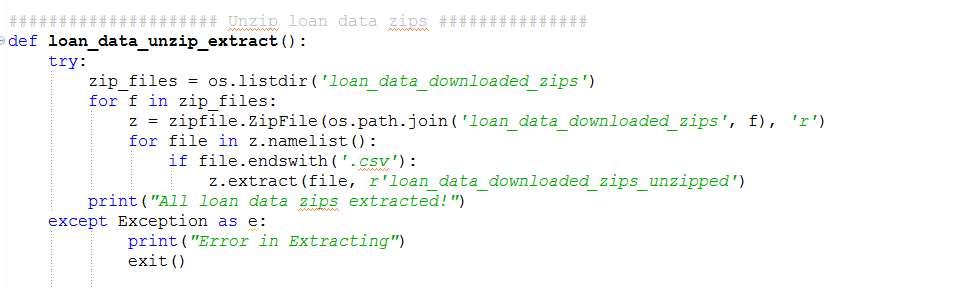 ##################### Unzip loan data zips ###############
def loan_data_unzip_extract():
    try:
        zip_files = os.listdir('loan_data_downloaded_zips')
        for f in zip_files:
            z = zipfile.ZipFile(os.path.join('loan_data_downloaded_zips', f), 'r')
            for file in z.namelist():
                if file.endswith('.csv'):
                    z.extract(file, r'loan_data_downloaded_zips_unzipped')
        print("All loan data zips extracted!")
    except Exception as e:
            print("Error in Extracting")
            exit()